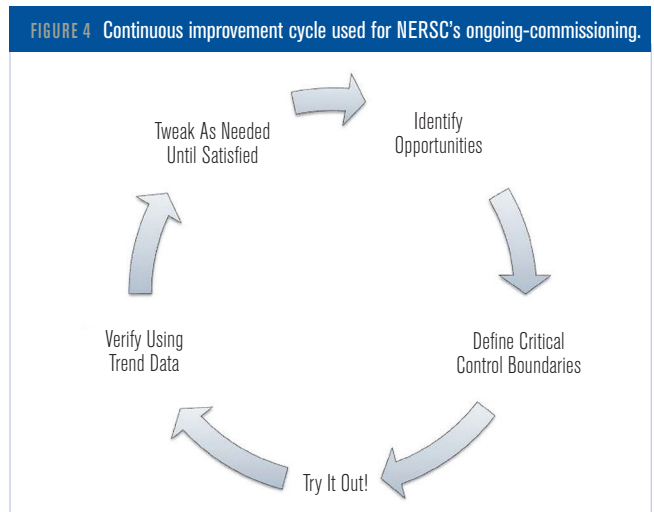 FIGURE 4 Continuous improvement cycle used for NERSC's ongoing-commissioning.
Identify
Opportunities
Define Critical
Control Boundaries
Try It Out!
Verify Using
Trend Data
Tweak As Needed
Until Satisfied